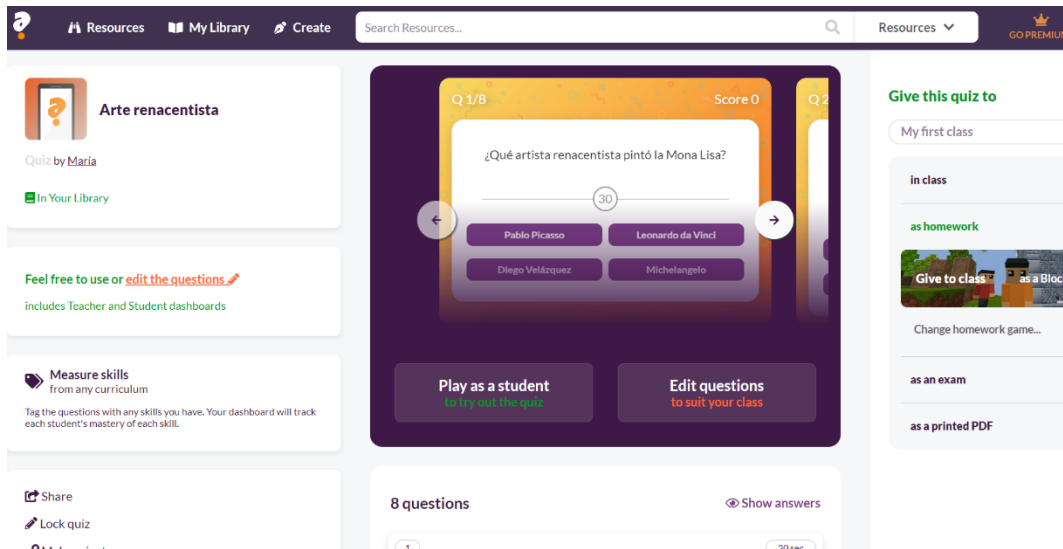 Resources
My Library
Create
Search Resources...
Resources
GO PREMIUM
Arte renacentista
Quiz by María
In Your Library
Feel free to use or edit the questions
includes Teacher and Student dashboards
Measure skills
from any curriculum
Tag the questions with any skills you have. Your dashboard will track
each student's mastery of each skill.
Share
Lock quiz
Q 1/8
Score 0
Q 2
¿Qué artista renacentista pintó la Mona Lisa?
30
Pablo Picasso
Leonardo da Vinci
Diego Velázquez
Michelangelo
Play as a student
to try out the quiz
Edit questions
to suit your class
8 questions
Show answers
1
Give this quiz to
My first class
in class
as homework
Give to class
as a Bloc
Change homework game...
as an exam
as a printed PDF